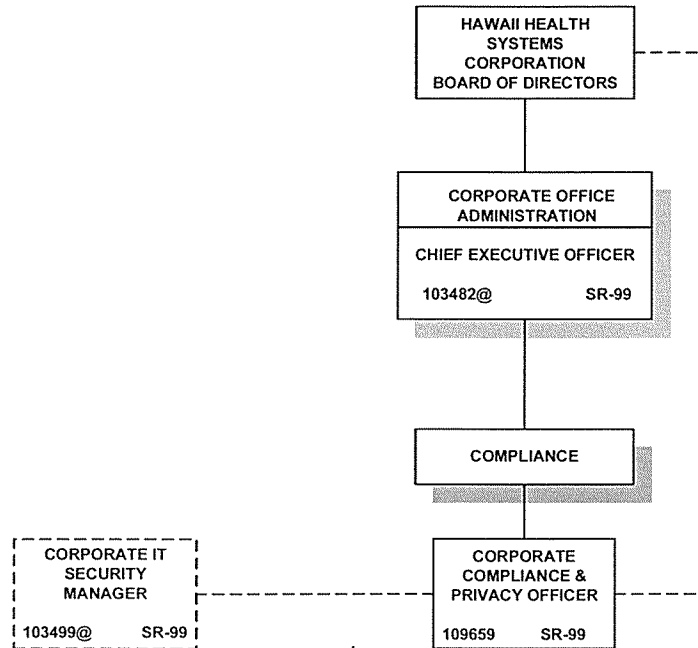 HAWAII HEALTH
SYSTEMS
CORPORATION
BOARD OF DIRECTORS
CORPORATE OFFICE
ADMINISTRATION
CHIEF EXECUTIVE OFFICER
103482@ SR-99
COMPLIANCE
CORPORATE IT
SECURITY
MANAGER
103499@ SR-99
CORPORATE
COMPLIANCE &
PRIVACY OFFICER
109659 SR-99